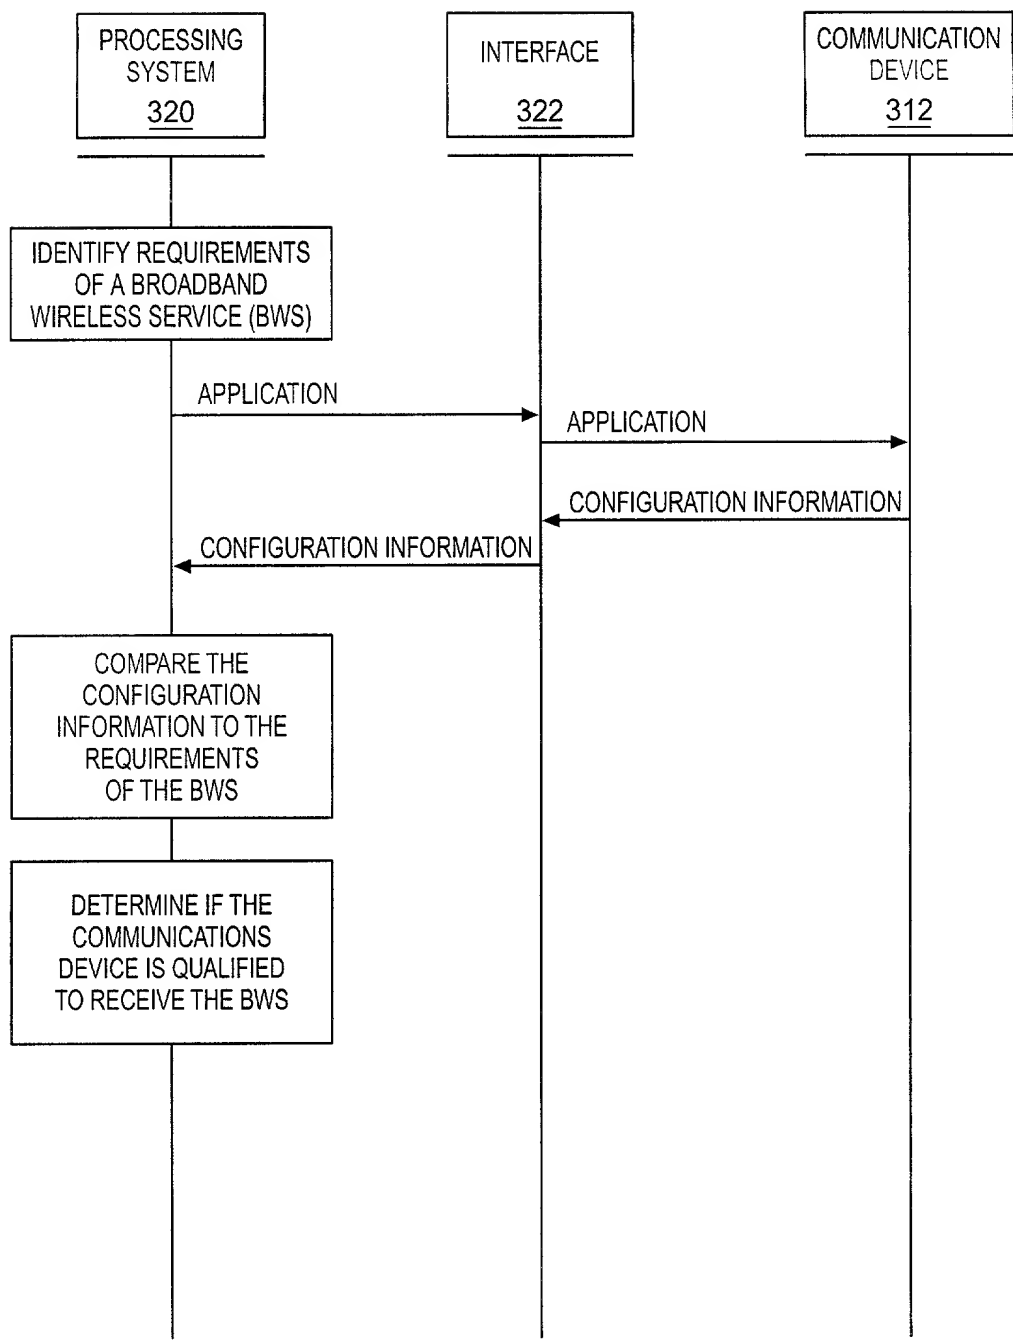 PROCESSING
SYSTEM
320
INTERFACE
322
COMMUNICATION
DEVICE
312
IDENTIFY REQUIREMENTS
OF A BROADBAND
WIRELESS SERVICE (BWS)
APPLICATION
APPLICATION
CONFIGURATION INFORMATION
CONFIGURATION INFORMATION
COMPARE THE
CONFIGURATION
INFORMATION TO THE
REQUIREMENTS
OF THE BWS
DETERMINE IF THE
COMMUNICATIONS
DEVICE IS QUALIFIED
TO RECEIVE THE BWS